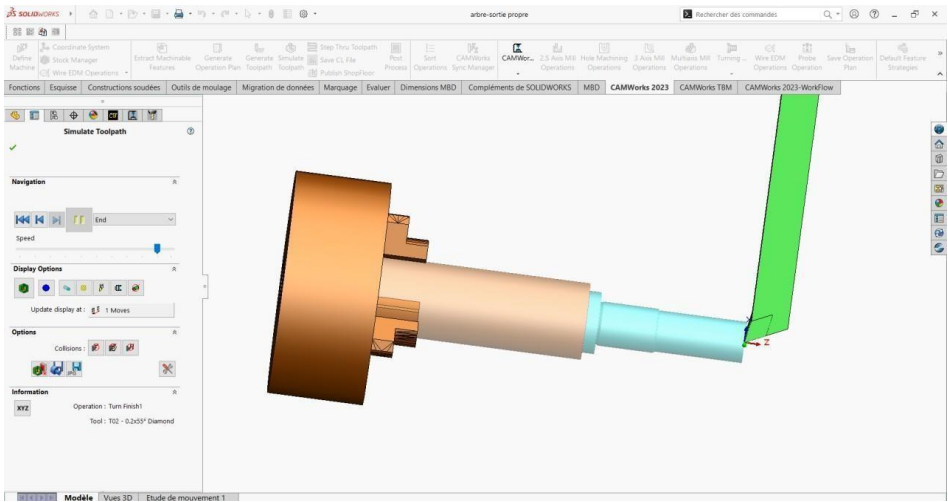 SOLIDWORKS
arbre-sortie propre
Rechercher des commandes
Define Machine
Coordinate System
Stock Manager
Wire EDM Operations
Extract Machinable Features
Generate Operation Plan
Generate Toolpath
Simulate Toolpath
Step Thru Toolpath
Save CL File
Publish ShopFloor
Post Process
Sort Operations
CAMWorks Sync Manager
CAMWor...
2.5 Axis Mill Operations
Hole Machining Operations
3 Axis Mill Operations
Multiaxis Mill Operations
Turning...
Wire EDM Operations
Probe Operation
Save Operation Plan
Default Feature Strategies
Fonctions Esquisse Constructions soudées Outils de moulage Migration de données Marquage Evaluer Dimensions MBD Compléments de SOLIDWORKS MBD CAMWorks 2023 CAMWorks TBM CAMWorks 2023-WorkFlow
Simulate Toolpath
Navigation
End
Speed
Display Options
Update display at: 1 Moves
Options
Collisions :
Information
XYZ
Operation : Turn Finish1
Tool : T02 - 0.2x55° Diamond
Z
Modèle Vues 3D Etude de mouvement 1